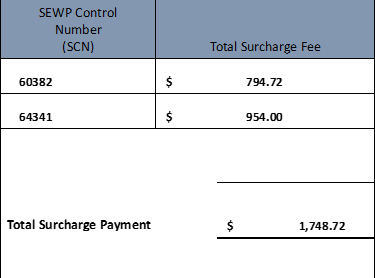 SEWP Control
Number
(SCN)
Total Surcharge Fee
60382 $ 794.72
64341 $ 954.00
Total Surcharge Payment $ 1,748.72